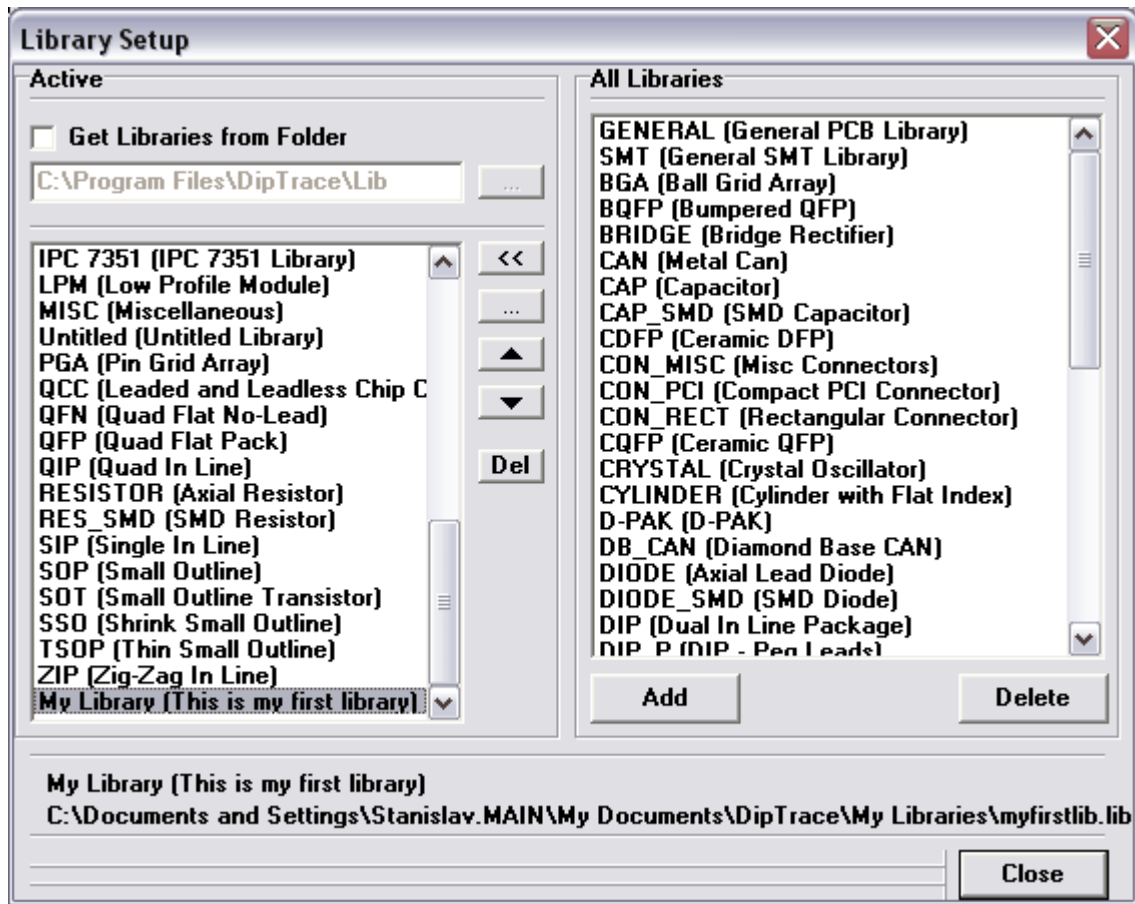 Library Setup
Active
Get Libraries from Folder
C:\Program Files\DipTrace\Lib
...
IPC 7351 (IPC 7351 Library)
LPM (Low Profile Module)
MISC (Miscellaneous)
Untitled (Untitled Library)
PGA (Pin Grid Array)
QCC (Leaded and Leadless Chip C
QFN (Quad Flat No-Lead)
QFP (Quad Flat Pack)
QIP (Quad In Line)
RESISTOR (Axial Resistor)
RES_SMD (SMD Resistor)
SIP (Single In Line)
SOP (Small Outline)
SOT (Small Outline Transistor)
SSO (Shrink Small Outline)
TSOP (Thin Small Outline)
ZIP (Zig-Zag In Line)
My Library (This is my first library)
<<
...
Del
All Libraries
GENERAL (General PCB Library)
SMT (General SMT Library)
BGA (Ball Grid Array)
BQFP (Bumpered QFP)
BRIDGE (Bridge Rectifier)
CAN (Metal Can)
CAP (Capacitor)
CAP_SMD (SMD Capacitor)
CDFP (Ceramic DFP)
CON_MISC (Misc Connectors)
CON_PCI (Compact PCI Connector)
CON_RECT (Rectangular Connector)
CQFP (Ceramic QFP)
CRYSTAL (Crystal Oscillator)
CYLINDER (Cylinder with Flat Index)
D-PAK (D-PAK)
DB_CAN (Diamond Base CAN)
DIODE (Axial Lead Diode)
DIODE_SMD (SMD Diode)
DIP (Dual In Line Package)
DIP_P (DIP - Peg Leads)
Add
Delete
My Library (This is my first library)
C:\Documents and Settings\Stanislav.MAIN\My Documents\DipTrace\My Libraries\myfirstlib.lib
Close